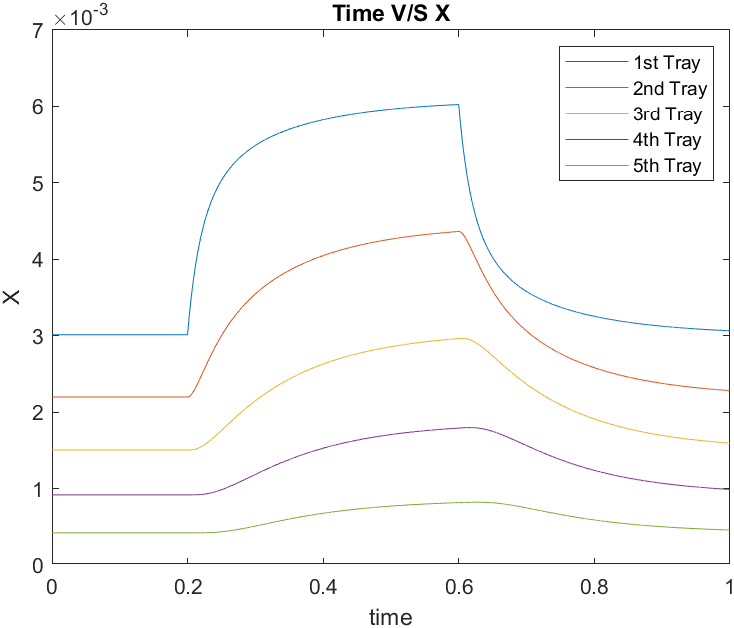 Time V/S X
×10⁻³
7
6
5
4
3
2
1
0
X
0
0.2
0.4
0.6
0.8
1
time
1st Tray
2nd Tray
3rd Tray
4th Tray
5th Tray